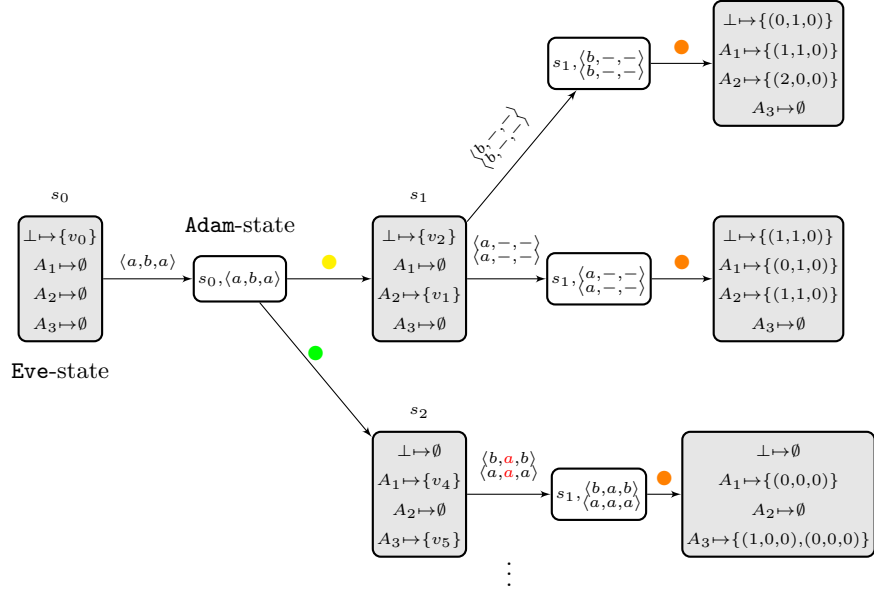 ⊥↦{(0,1,0)}
A₁↦{(1,1,0)}
A₂↦{(2,0,0)}
A₃↦∅
s₁,⟨b,−,−⟩
⟨b,−,−⟩
⟨b,−,−⟩
⟨b,−,−⟩
s₀
⊥↦{v₀}
A₁↦∅
A₂↦∅
A₃↦∅
Eve-state
⟨a,b,a⟩
Adam-state
s₀,⟨a,b,a⟩
s₁
⊥↦{v₂}
A₁↦∅
A₂↦{v₁}
A₃↦∅
⟨a,−,−⟩
⟨a,−,−⟩
s₁,⟨a,−,−⟩
⟨a,−,−⟩
⊥↦{(1,1,0)}
A₁↦{(0,1,0)}
A₂↦{(1,1,0)}
A₃↦∅
s₂
⊥↦∅
A₁↦{v₄}
A₂↦∅
A₃↦{v₅}
⟨b,a,b⟩
⟨a,a,a⟩
s₁,⟨b,a,b⟩
⟨a,a,a⟩
⊥↦∅
A₁↦{(0,0,0)}
A₂↦∅
A₃↦{(1,0,0),(0,0,0)}
⋮